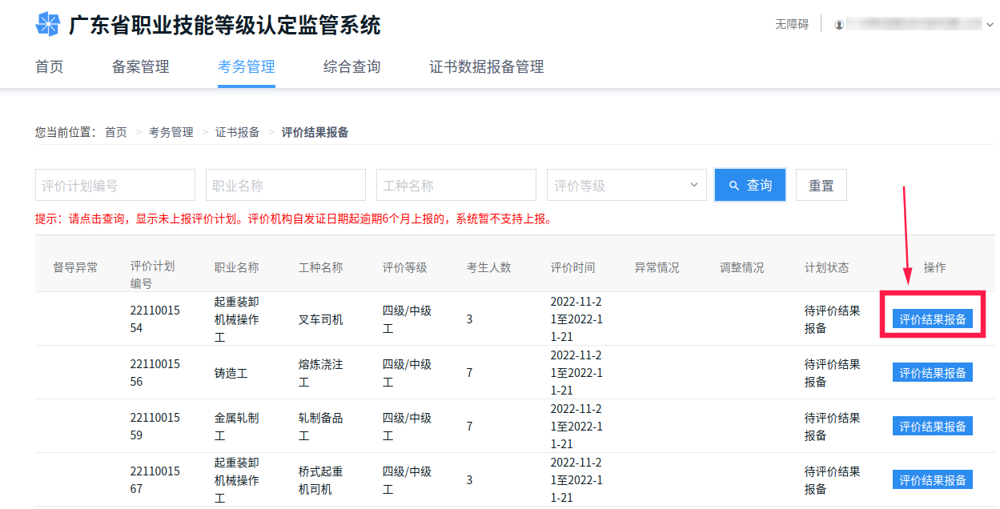 广东省职业技能等级认定监管系统
无障碍
首页 备案管理 考务管理 综合查询 证书数据报备管理
您当前位置： 首页 > 考务管理 > 证书报备 > 评价结果报备
评价计划编号 职业名称 工种名称 评价等级 查询 重置
提示：请点击查询，显示未上报评价计划。评价机构自发证日期起逾期6个月上报的，系统暂不支持上报。
督导异常 评价计划编号 职业名称 工种名称 评价等级 考生人数 评价时间 异常情况 调整情况 计划状态 操作
2211001554 起重装卸机械操作工 叉车司机 四级/中级工 3 2022-11-21至2022-11-21 待评价结果报备 评价结果报备
2211001556 铸造工 熔炼浇注工 四级/中级工 7 2022-11-21至2022-11-21 待评价结果报备 评价结果报备
2211001559 金属轧制工 轧制备品工 四级/中级工 7 2022-11-21至2022-11-21 待评价结果报备 评价结果报备
2211001567 起重装卸机械操作工 桥式起重机司机 四级/中级工 3 2022-11-21至2022-11-21 待评价结果报备 评价结果报备